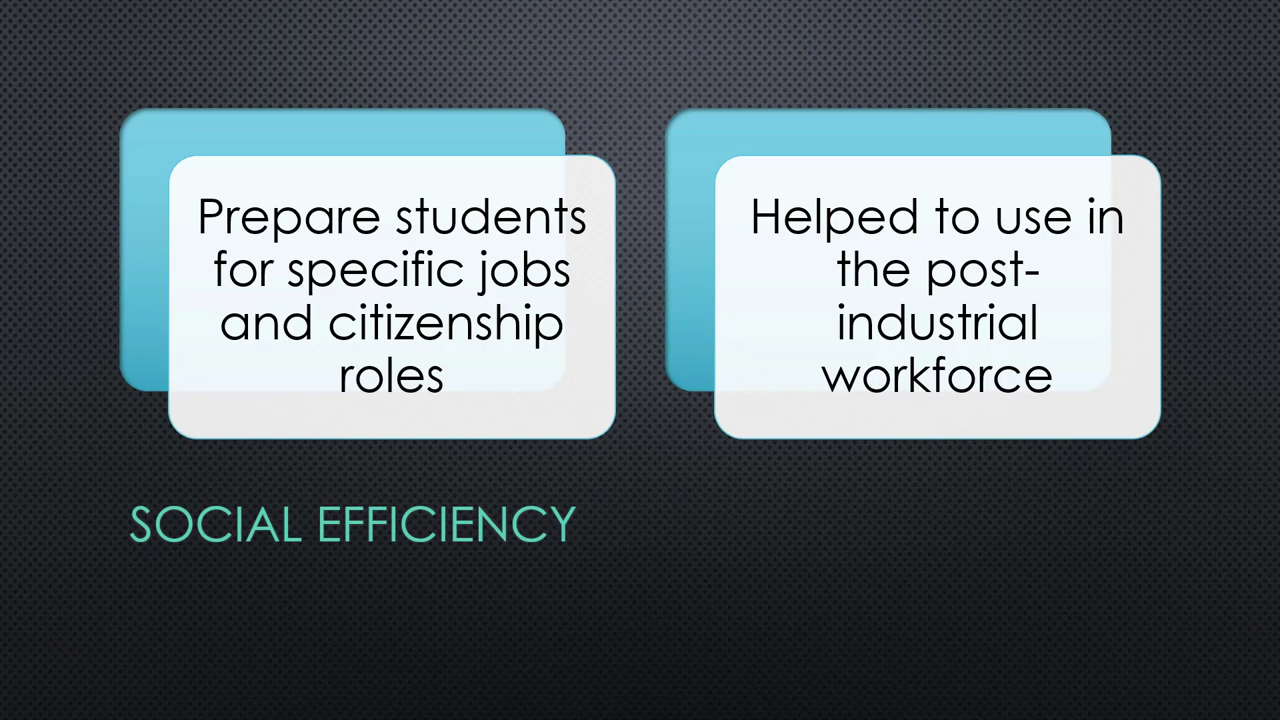 Prepare students
for specific jobs
and citizenship
roles
Helped to use in
the post-
industrial
workforce
SOCIAL EFFICIENCY